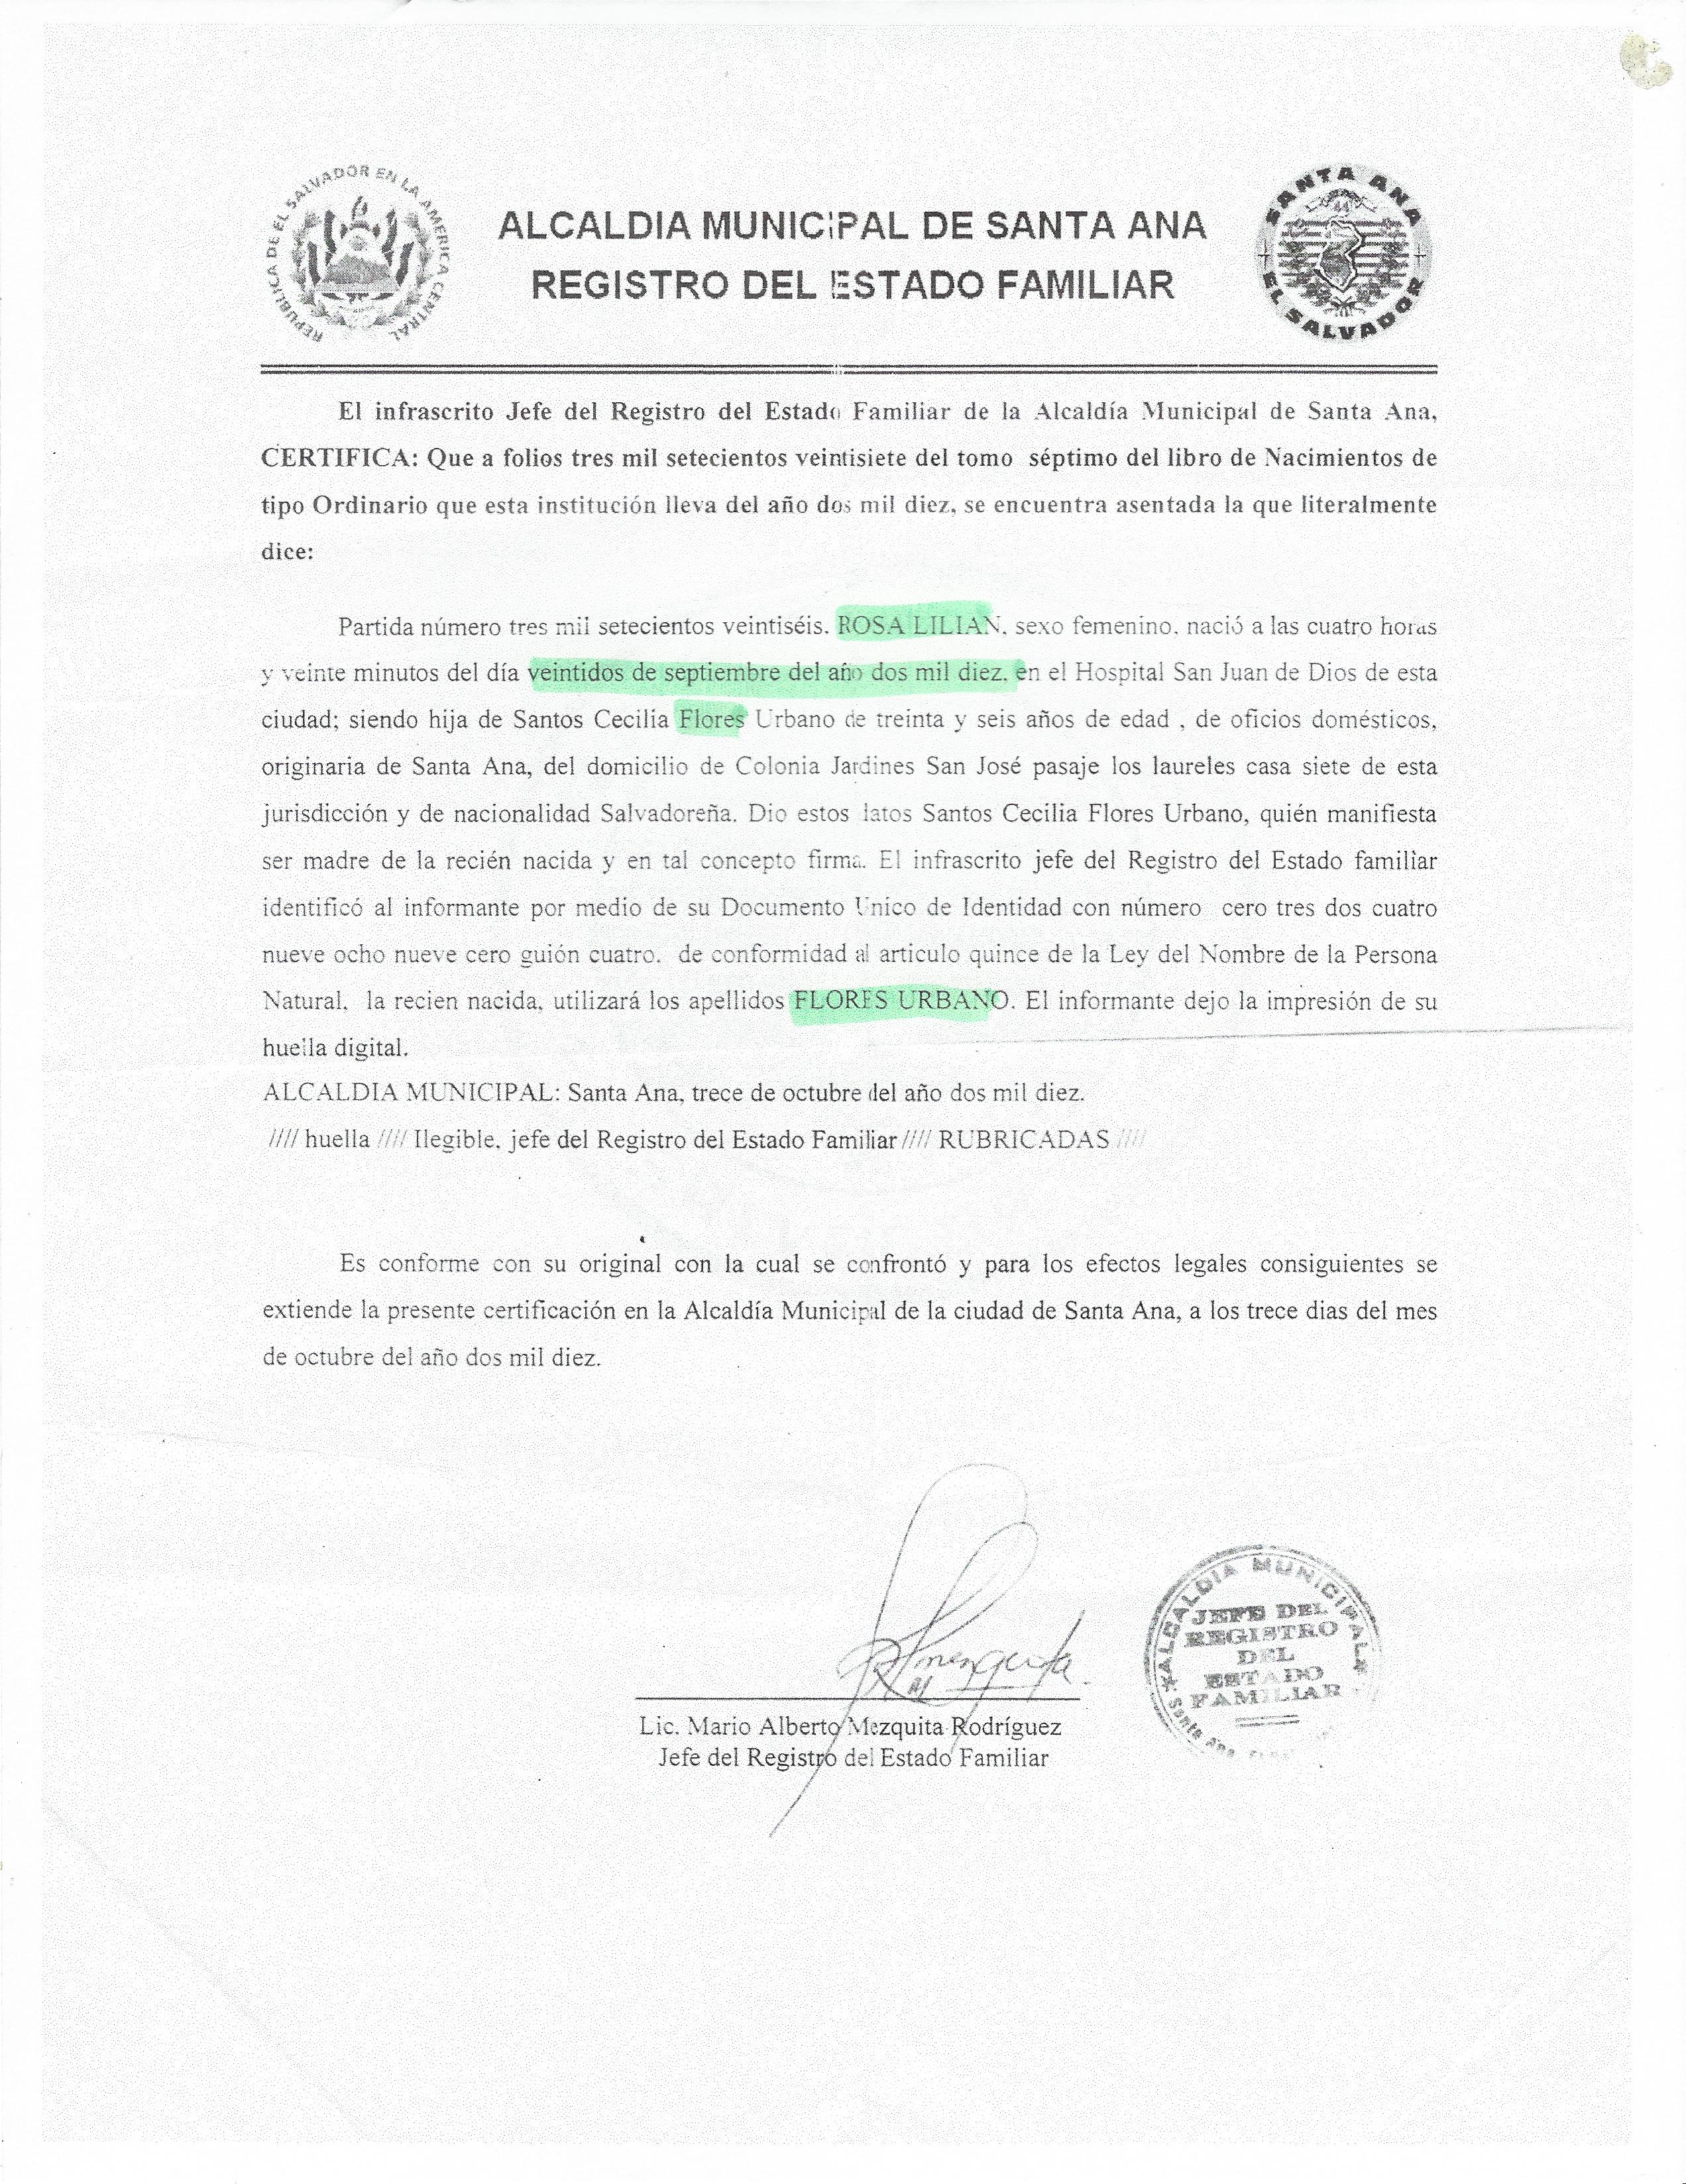 REPUBLICA DE EL SALVADOR EN LA AMERICA CENTRAL
SANTA ANA
EL SALVADOR
ALCALDIA MUNICIPAL DE SANTA ANA
REGISTRO DEL ESTADO FAMILIAR
El infrascrito Jefe del Registro del Estado Familiar de la Alcaldía Municipal de Santa Ana,
CERTIFICA: Que a folios tres mil setecientos veintisiete del tomo séptimo del libro de Nacimientos de
tipo Ordinario que esta institución lleva del año dos mil diez, se encuentra asentada la que literalmente
dice:
Partida número tres mil setecientos veintiséis. ROSA LILIAN, sexo femenino, nació a las cuatro horas
y veinte minutos del día veintidos de septiembre del año dos mil diez, en el Hospital San Juan de Dios de esta
ciudad; siendo hija de Santos Cecilia Flores Urbano de treinta y seis años de edad , de oficios domésticos,
originaria de Santa Ana, del domicilio de Colonia Jardines San José pasaje los laureles casa siete de esta
jurisdicción y de nacionalidad Salvadoreña. Dio estos datos Santos Cecilia Flores Urbano, quién manifiesta
ser madre de la recién nacida y en tal concepto firma. El infrascrito jefe del Registro del Estado familiar
identificó al informante por medio de su Documento Unico de Identidad con número cero tres dos cuatro
nueve ocho nueve cero guión cuatro. de conformidad al articulo quince de la Ley del Nombre de la Persona
Natural, la recien nacida, utilizará los apellidos FLORES URBANO. El informante dejo la impresión de su
huella digital.
ALCALDIA MUNICIPAL: Santa Ana, trece de octubre del año dos mil diez.
//// huella //// Ilegible, jefe del Registro del Estado Familiar //// RUBRICADAS ////
Es conforme con su original con la cual se confrontó y para los efectos legales consiguientes se
extiende la presente certificación en la Alcaldía Municipal de la ciudad de Santa Ana, a los trece dias del mes
de octubre del año dos mil diez.
Lic. Mario Alberto Mezquita Rodríguez
Jefe del Registro del Estado Familiar
ALCALDIA MUNICIPAL
JEFE DEL
REGISTRO
DEL
ESTADO
FAMILIAR
Santa Ana